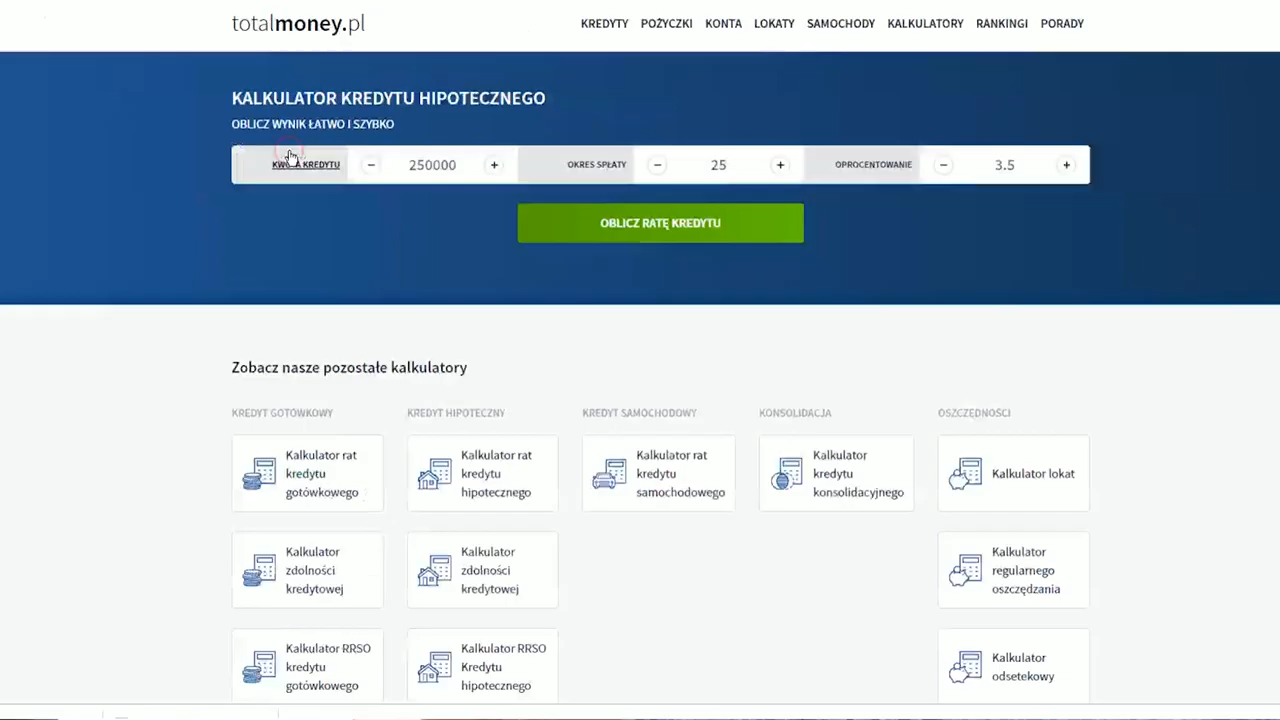 totalmoney.pl
KREDYTY POŻYCZKI KONTA LOKATY SAMOCHODY KALKULATORY RANKINGI PORADY
KALKULATOR KREDYTU HIPOTECZNEGO
OBLICZ WYNIK ŁATWO I SZYBKO
KWOTA KREDYTU − 250000 + OKRES SPŁATY − 25 + OPROCENTOWANIE − 3.5 +
OBLICZ RATĘ KREDYTU
Zobacz nasze pozostałe kalkulatory
KREDYT GOTÓWKOWY KREDYT HIPOTECZNY KREDYT SAMOCHODOWY KONSOLIDACJA OSZCZĘDNOŚCI
Kalkulator rat
kredytu
gotówkowego
Kalkulator rat
kredytu
hipotecznego
Kalkulator rat
kredytu
samochodowego
Kalkulator
kredytu
konsolidacyjnego
Kalkulator lokat
Kalkulator
zdolności
kredytowej
Kalkulator
zdolności
kredytowej
Kalkulator
regularnego
oszczędzania
Kalkulator RRSO
kredytu
gotówkowego
Kalkulator RRSO
Kredytu
hipotecznego
Kalkulator
odsetekowy